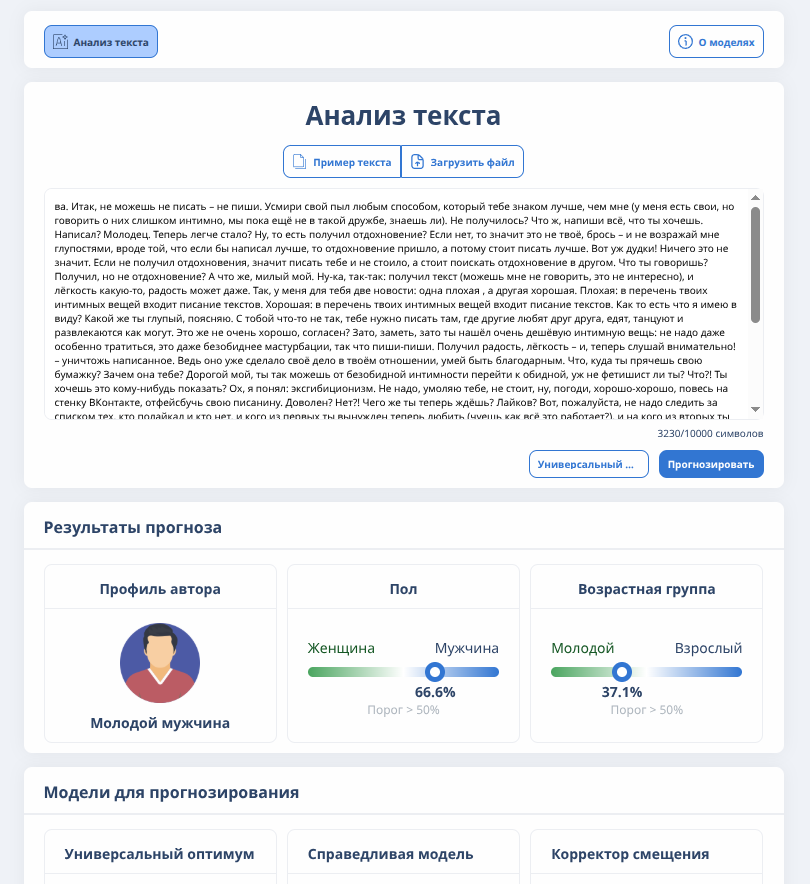 Анализ текста
О моделях
Анализ текста
Пример текста
Загрузить файл
ва. Итак, не можешь не писать – не пиши. Усмири свой пыл любым способом, который тебе знаком лучше, чем мне (у меня есть свои, но
говорить о них слишком интимно, мы пока ещё не в такой дружбе, знаешь ли). Не получилось? Что ж, напиши всё, что ты хочешь.
Написал? Молодец. Теперь легче стало? Ну, то есть получил отдохновение? Если нет, то значит это не твоё, брось – и не раздражай мне
глупостями, вроде той, что если бы написал лучше, то отдохновение пришло, а потому стоит писать лучше. Вот уж дудки! Ничего это не
значит. Если не получил отдохновения, значит писать тебе и не стоило, а стоит поискать отдохновение в другом. Что ты говоришь?
Получил, но не отдохновение? А что же, милый мой. Ну-ка, так-так: получил текст (можешь мне не говорить, это не интересно), и
лёгкость какую-то, радость может даже. Так, у меня для тебя две новости: одна плохая , а другая хорошая. Плохая: в перечень твоих
интимных вещей входит писание текстов. Хорошая: в перечень твоих интимных вещей входит писание текстов. Как то есть что я имею в
виду? Какой же ты глупый, поясняю. С тобой что-то не так, тебе нужно писать там, где другие любят друг друга, едят, танцуют и
развлекаются как могут. Это же не очень хорошо, согласен? Зато, заметь, зато ты нашёл очень дешёвую интимную вещь: не надо даже
особенно тратиться, это даже безобиднее мастурбации, так что пиши-пиши. Получил радость, лёгкость – и, теперь слушай внимательно!
– уничтожь написанное. Ведь оно уже сделало своё дело в твоём отношении, умей быть благодарным. Что, куда ты прячешь свою
бумажку? Зачем она тебе? Дорогой мой, ты так можешь от безобидной интимности перейти к обидной, уж не фетишист ли ты? Что?! Ты
хочешь это кому-нибудь показать? Ох, я понял: эксгибиционизм. Не надо, умоляю тебе, не стоит, ну, погоди, хорошо-хорошо, повесь на
стенку ВКонтакте, отфейсбучь свою писанину. Доволен? Нет?! Чего же ты теперь ждёшь? Лайков? Вот, пожалуйста, не надо следить за
списком тех, кто полайкал и кто нет, и кого из первых ты вынужден теперь любить (чуешь как всё это работает?), и на кого из вторых ты
3230/10000 символов
Универсальный ...
Прогнозировать
Результаты прогноза
Профиль автора
Пол
Возрастная группа
Женщина
Мужчина
Молодой
Взрослый
66.6%
37.1%
Порог > 50%
Порог > 50%
Молодой мужчина
Модели для прогнозирования
Универсальный оптимум
Справедливая модель
Корректор смещения